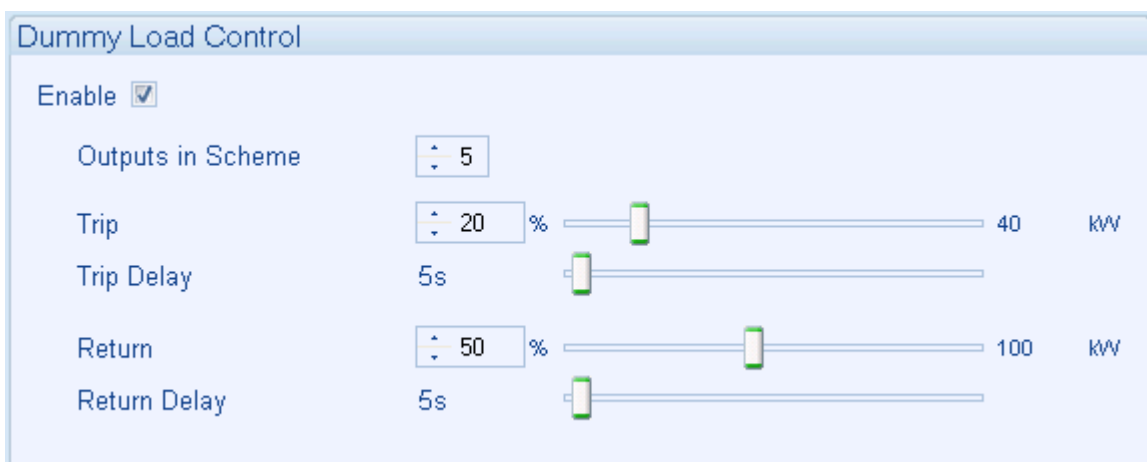 Dummy Load Control
Enable
Outputs in Scheme 5
Trip 20 % 40 kW
Trip Delay 5s
Return 50 % 100 kW
Return Delay 5s